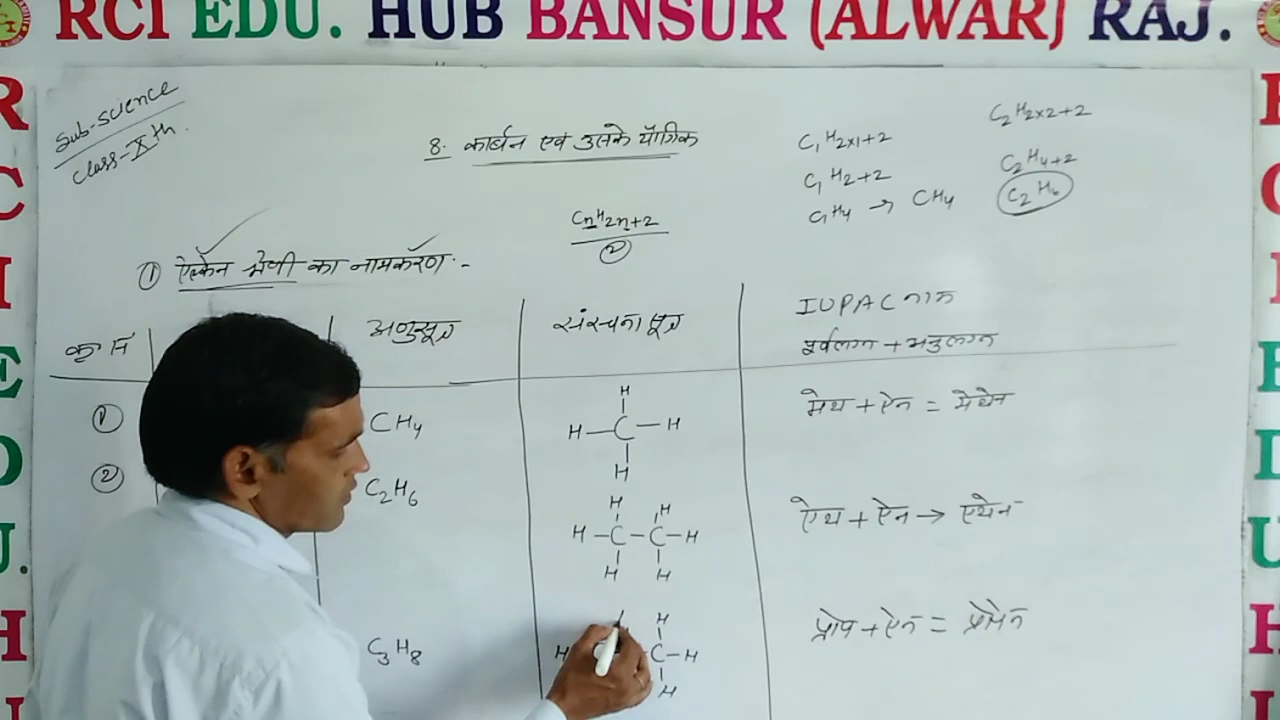 RCI EDU. HUB BANSUR (ALWAR) RAJ.
R
C
I
E
D
U.
H
Sub-Science
Class-Xth.
8. कार्बन एवं उसके यौगिक
C1H2x1+2
C1H2+2
C1H4 → CH4
C2H2x2+2
C2H4+2
C2H6
CnH2n+2
① ऐल्केन श्रेणी का नामकरण :-
अणुसूत्र
संरचना सूत्र
IUPAC नाम
पूर्वलग्न + अनुलग्न
①
CH4
H
H—C—H
H
मेथ + ऐन = मेथेन
②
C2H6
H H
H—C—C—H
H H
ऐथ + ऐन → एथेन
C3H8
H
H C—H
H
प्रोप + ऐन = प्रोपेन